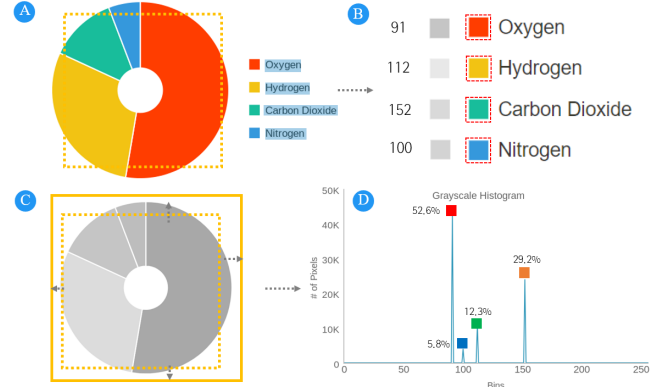 A
Oxygen
Hydrogen
Carbon Dioxide
Nitrogen
B
91 Oxygen
112 Hydrogen
152 Carbon Dioxide
100 Nitrogen
C
D
Grayscale Histogram
50K
40K
30K
20K
10K
0
# of Pixels
52,6%
5,8%
12,3%
29,2%
0 50 100 150 200 250
Bins